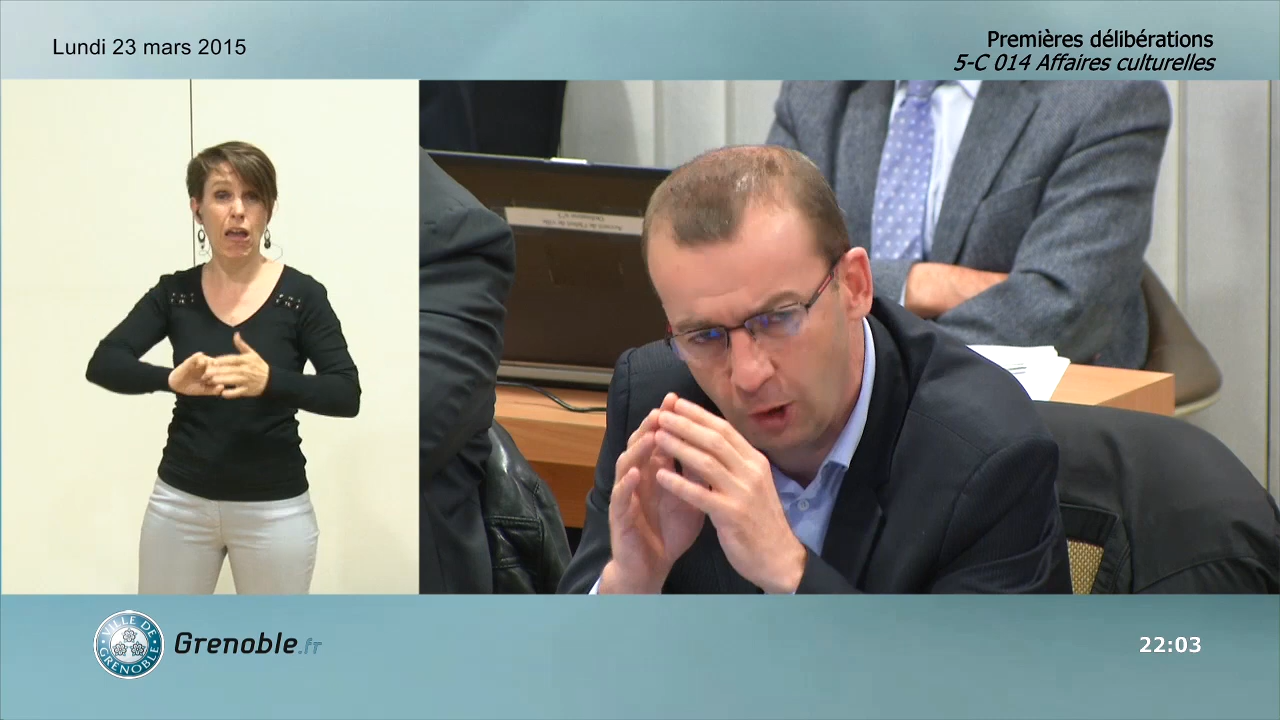 Lundi 23 mars 2015
Premières délibérations
5-C 014 Affaires culturelles
VILLE DE
GRENOBLE
Grenoble.fr
22:03